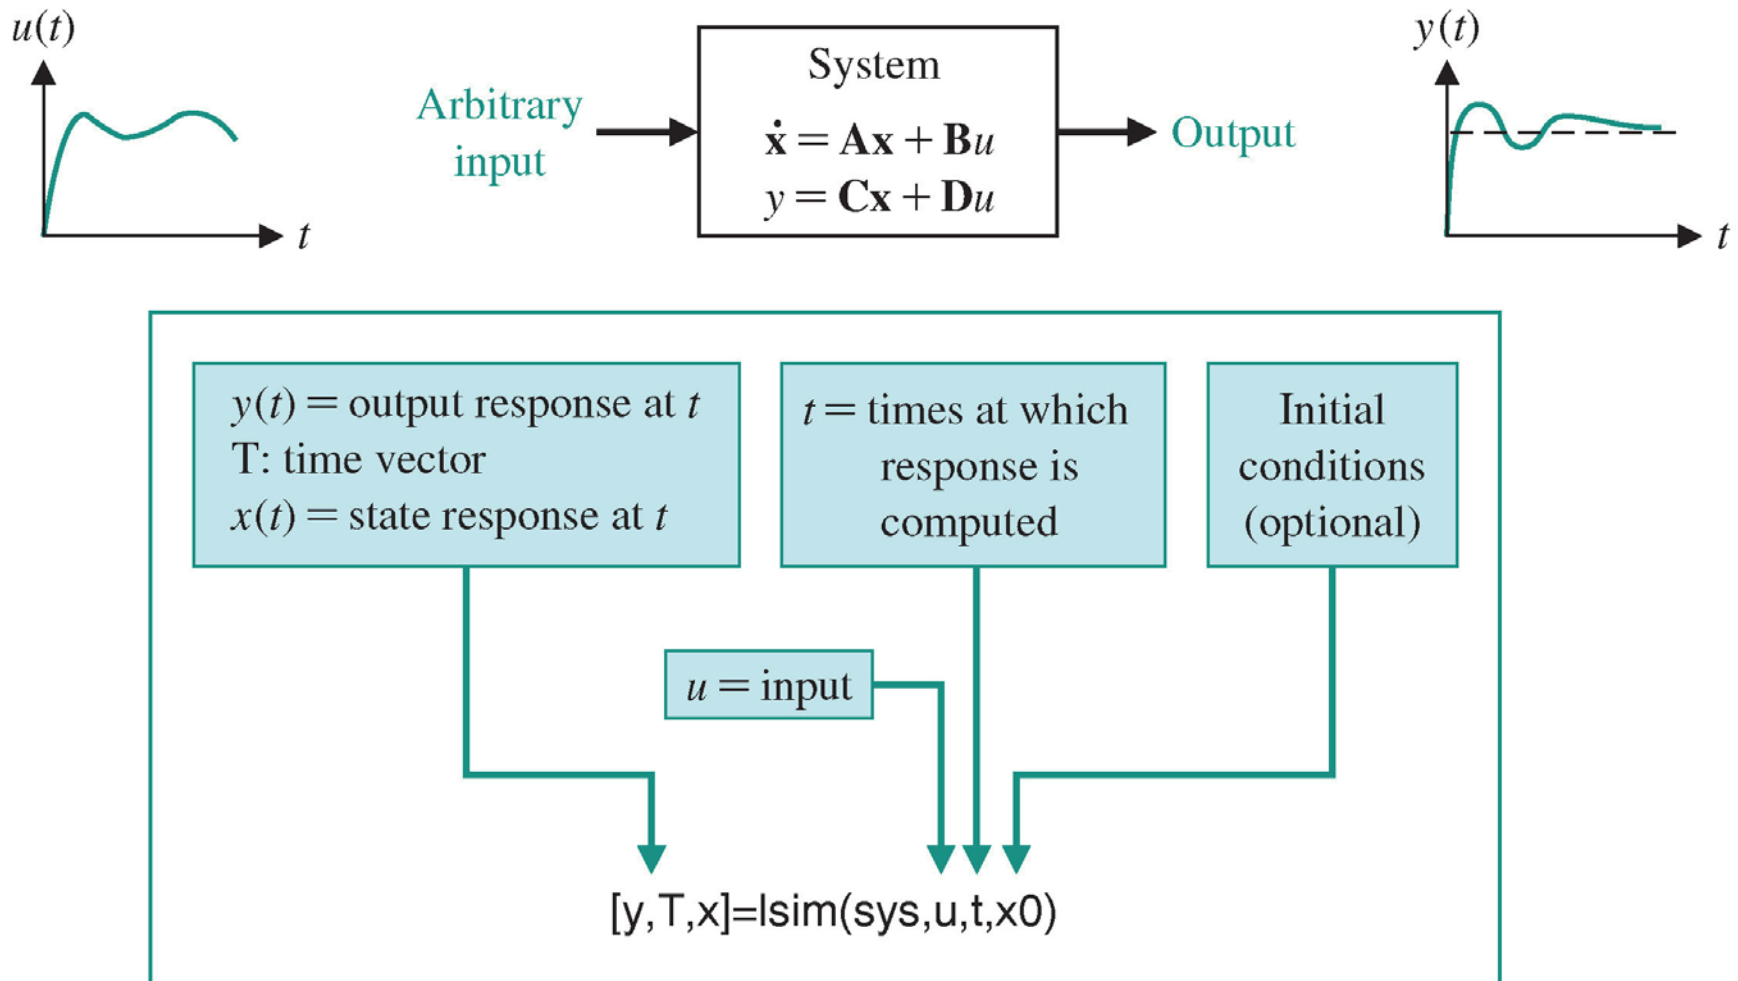 u(t)
t
Arbitrary
input
System
ẋ = Ax + Bu
y = Cx + Du
Output
y(t)
t
y(t) = output response at t
T: time vector
x(t) = state response at t
t = times at which
response is
computed
Initial
conditions
(optional)
u = input
[y,T,x]=lsim(sys,u,t,x0)